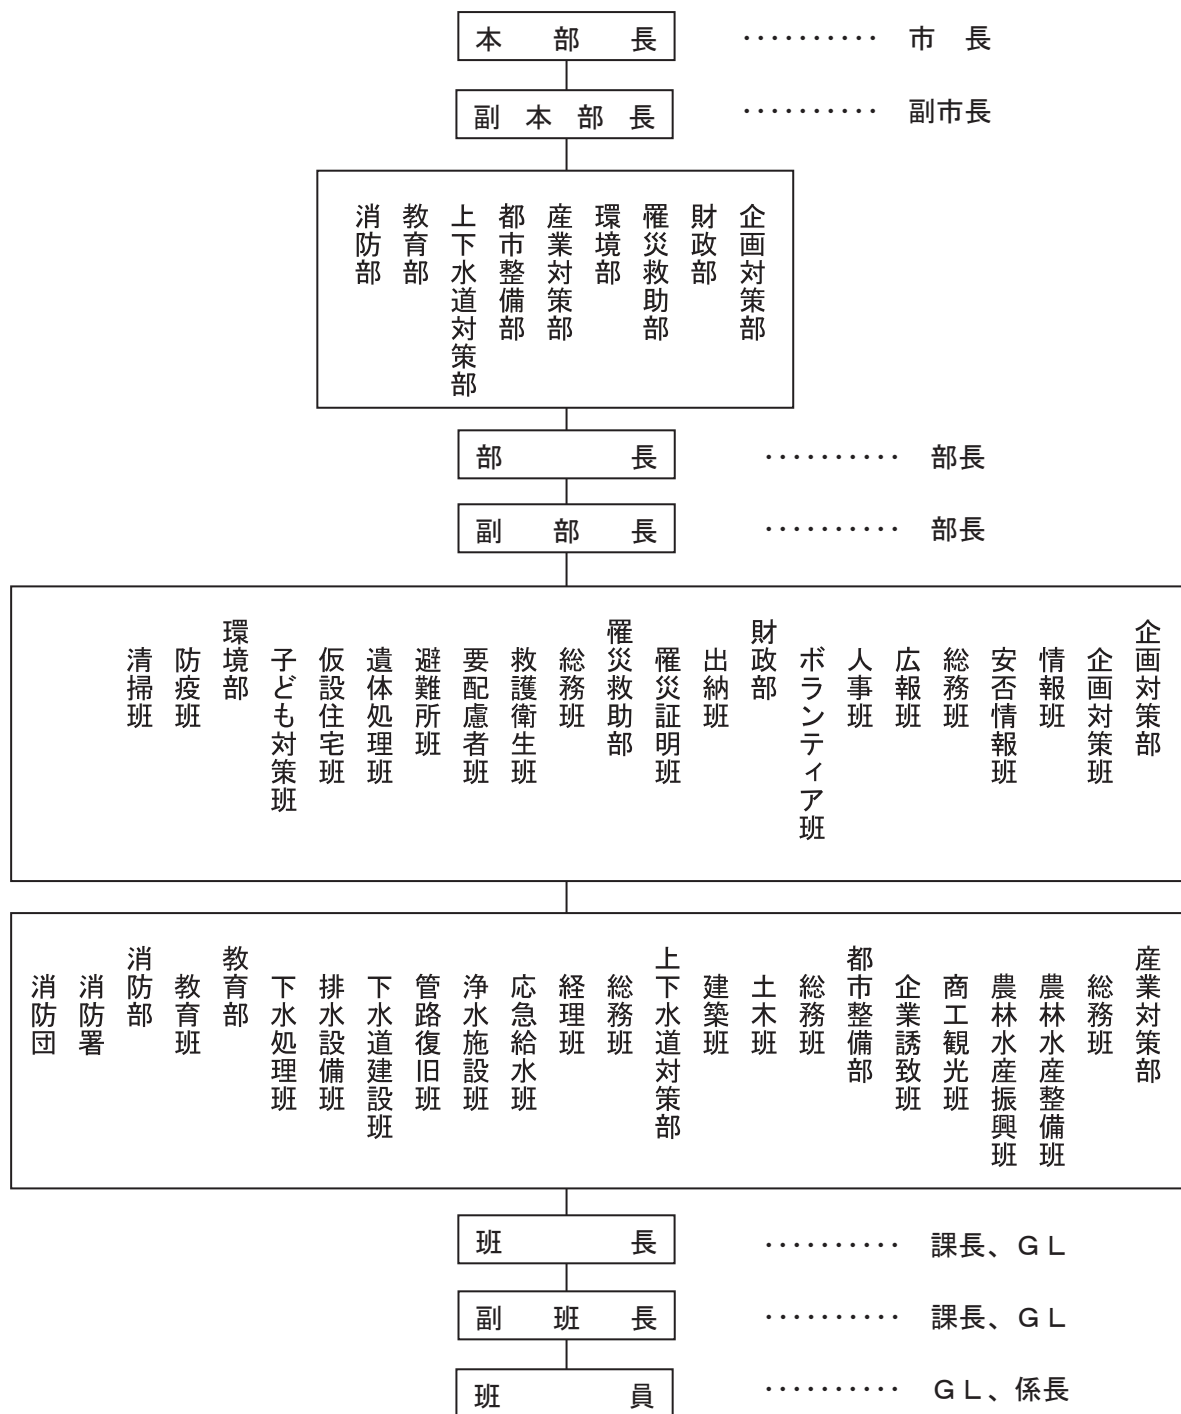 本部長 ‥‥‥‥‥ 市 長
副本部長 ‥‥‥‥‥ 副市長
企画対策部
財政部
罹災救助部
環境部
産業対策部
都市整備部
上下水道対策部
教育部
消防部
部長 ‥‥‥‥‥ 部長
副部長 ‥‥‥‥‥ 部長
企画対策部
企画対策班
情報班
安否情報班
総務班
広報班
人事班
ボランティア班
財政部
出納班
罹災証明班
罹災救助部
総務班
救護衛生班
要配慮者班
避難所班
遺体処理班
仮設住宅班
子ども対策班
環境部
防疫班
清掃班
産業対策部
総務班
農林水産整備班
農林水産振興班
商工観光班
企業誘致班
都市整備部
総務班
土木班
建築班
上下水道対策部
総務班
経理班
応急給水班
浄水施設班
管路復旧班
下水道建設班
排水設備班
下水処理班
教育部
教育班
消防部
消防署
消防団
班長 ‥‥‥‥‥ 課長、ＧＬ
副班長 ‥‥‥‥‥ 課長、ＧＬ
班員 ‥‥‥‥‥ ＧＬ、係長